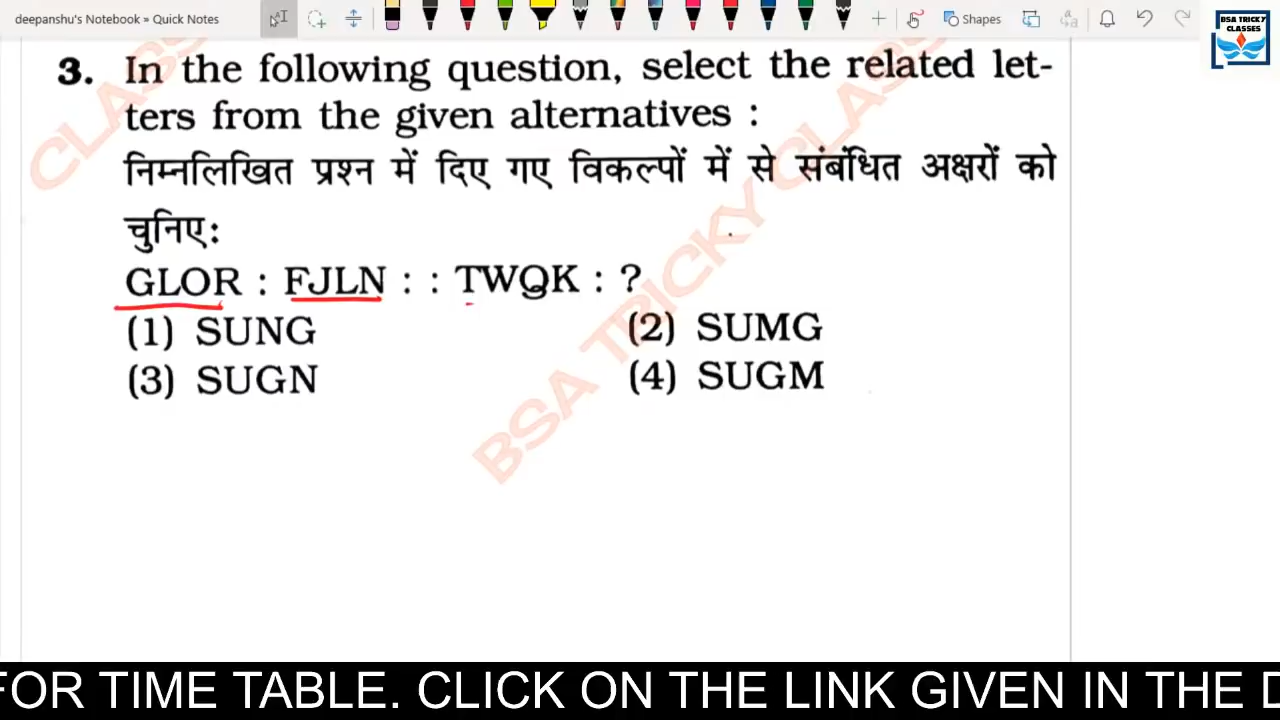 deepanshu's Notebook » Quick Notes
Shapes
BSA TRICKY
CLASSES
3. In the following question, select the related let-
ters from the given alternatives :
निम्नलिखित प्रश्न में दिए गए विकल्पों में से संबंधित अक्षरों को
चुनिए:
GLOR : FJLN : : TWQK : ?
(1) SUNG (2) SUMG
(3) SUGN (4) SUGM
BSA TRICKY CLASSES
CLASS
FOR TIME TABLE. CLICK ON THE LINK GIVEN IN THE D